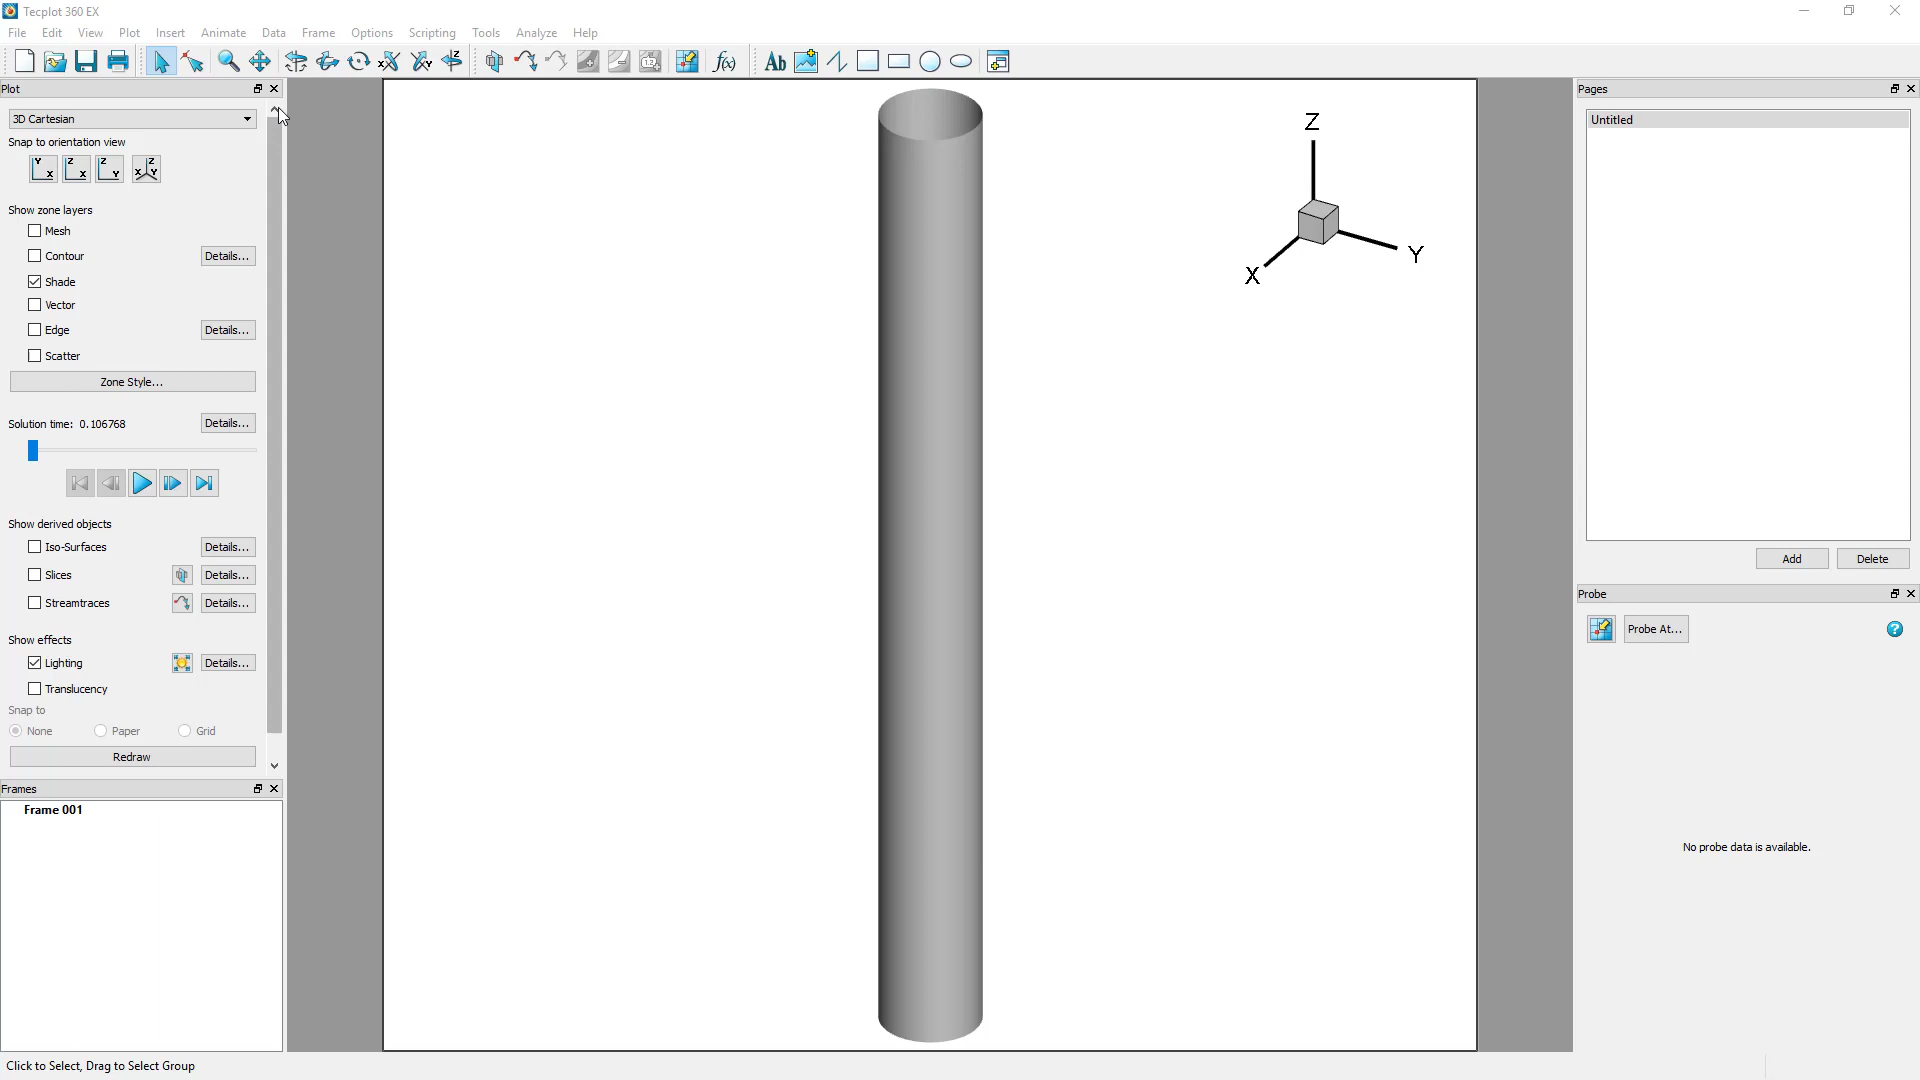 Tecplot 360 EX
File Edit View Plot Insert Animate Data Frame Options Scripting Tools Analyze Help
1.2.3 f(x) Ab Z
Plot
3D Cartesian
Snap to orientation view
Y X Z X Z Y Z X Y
Show zone layers
Mesh
Contour Details...
Shade
Vector
Edge Details...
Scatter
Zone Style...
Solution time: 0.106768 Details...
Show derived objects
Iso-Surfaces Details...
Slices Details...
Streamtraces Details...
Show effects
Lighting Details...
Translucency
Snap to
None Paper Grid
Redraw
Frames
Frame 001
Click to Select, Drag to Select Group
Z
Y
X
Pages
Untitled
Add Delete
Probe
Probe At... ?
No probe data is available.